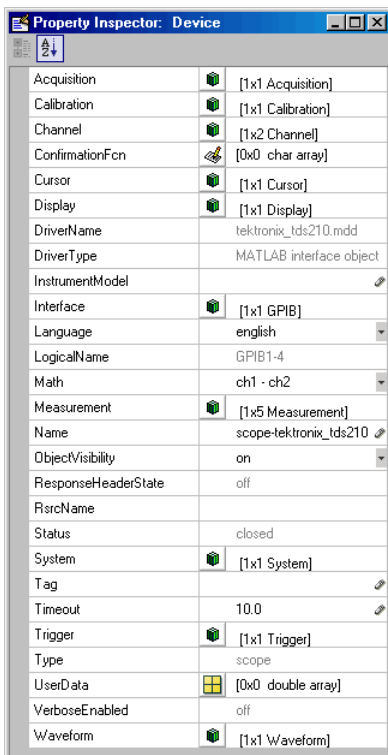 Property Inspector: Device
Acquisition [1x1 Acquisition]
Calibration [1x1 Calibration]
Channel [1x2 Channel]
ConfirmationFcn [0x0 char array]
Cursor [1x1 Cursor]
Display [1x1 Display]
DriverName tektronix_tds210.mdd
DriverType MATLAB interface object
InstrumentModel
Interface [1x1 GPIB]
Language english
LogicalName GPIB1-4
Math ch1 - ch2
Measurement [1x5 Measurement]
Name scope-tektronix_tds210
ObjectVisibility on
ResponseHeaderState off
RsrcName
Status closed
System [1x1 System]
Tag
Timeout 10.0
Trigger [1x1 Trigger]
Type scope
UserData [0x0 double array]
VerboseEnabled off
Waveform [1x1 Waveform]